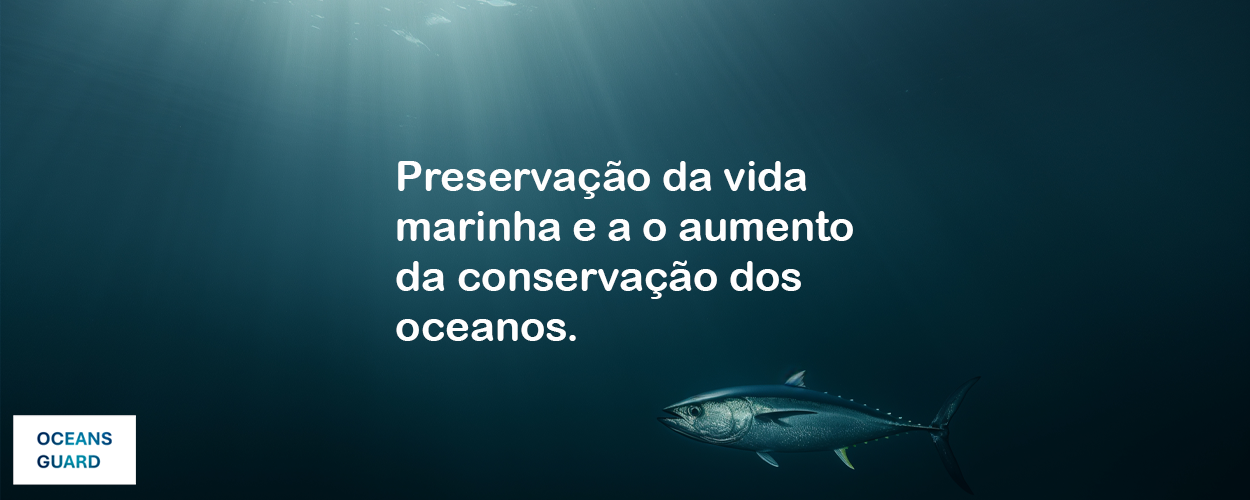 Preservação da vida
marinha e a o aumento
da conservação dos
oceanos.
OCEANS
GUARD